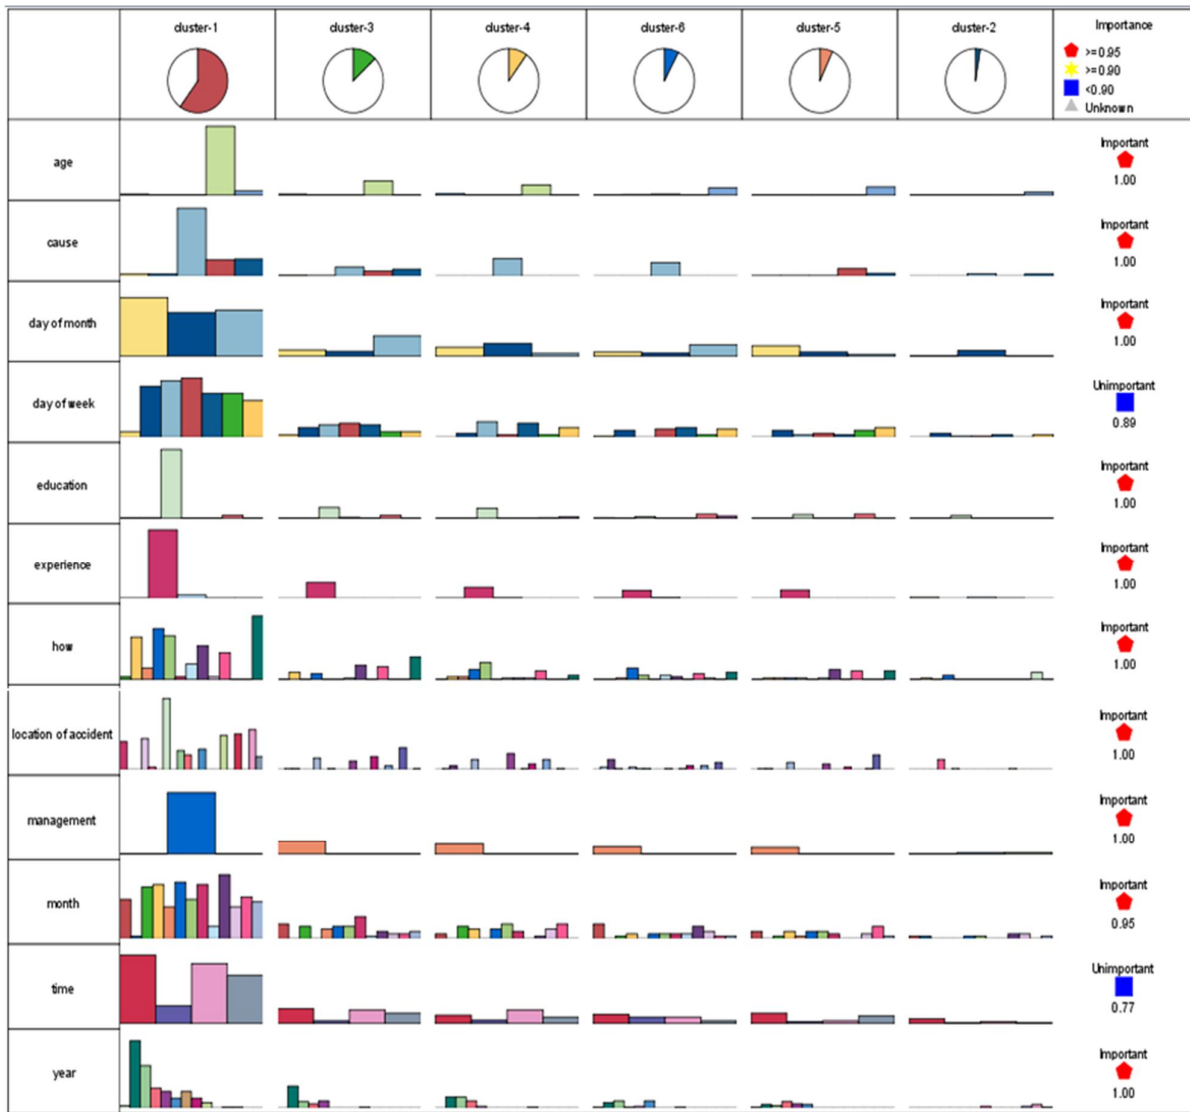 cluster-1 cluster-3 cluster-4 cluster-6 cluster-5 cluster-2 Importance
>=0.95
>=0.90
<0.90
Unknown
age
Important
1.00
cause
Important
1.00
day of month
Important
1.00
day of week
Unimportant
0.89
education
Important
1.00
experience
Important
1.00
how
Important
1.00
location of accident
Important
1.00
management
Important
1.00
month
Important
0.95
time
Unimportant
0.77
year
Important
1.00